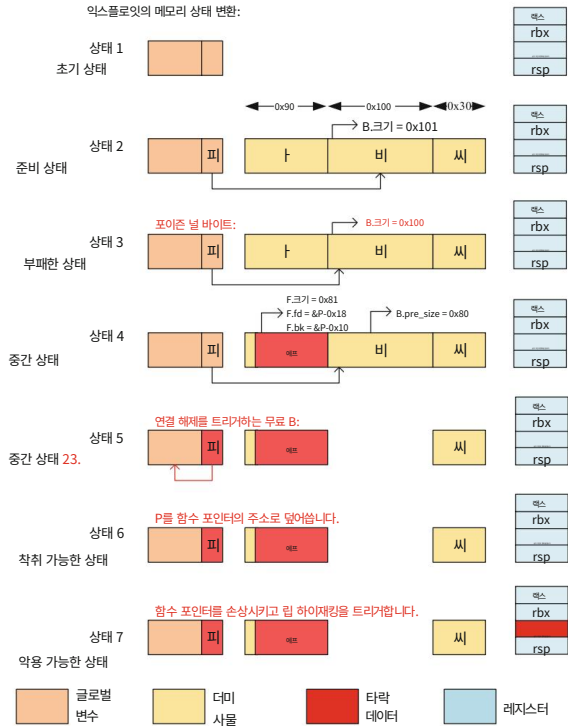 익스플로잇의 메모리 상태 변환:
상태 1
초기 상태
랙스
rbx
rsp
0x90
0x100
0x30
B.크기 = 0x101
상태 2
준비 상태
피
ㅏ
비
씨
랙스
rbx
rsp
포이즌 널 바이트:
B.크기 = 0x100
상태 3
부패한 상태
피
ㅏ
비
씨
랙스
rbx
rsp
F.크기 = 0x81
F.fd = &P-0x18
F.bk = &P-0x10
B.pre_size = 0x80
상태 4
중간 상태
피
에프
비
씨
랙스
rbx
rsp
연결 해제를 트리거하는 무료 B:
상태 5
중간 상태 23.
피
에프
씨
랙스
rbx
rsp
P를 함수 포인터의 주소로 덮어씁니다.
상태 6
착취 가능한 상태
피
에프
씨
랙스
rbx
rsp
함수 포인터를 손상시키고 립 하이재킹을 트리거합니다.
상태 7
악용 가능한 상태
피
에프
씨
랙스
rbx
rsp
글로벌
변수
더미
사물
타락
데이터
레지스터